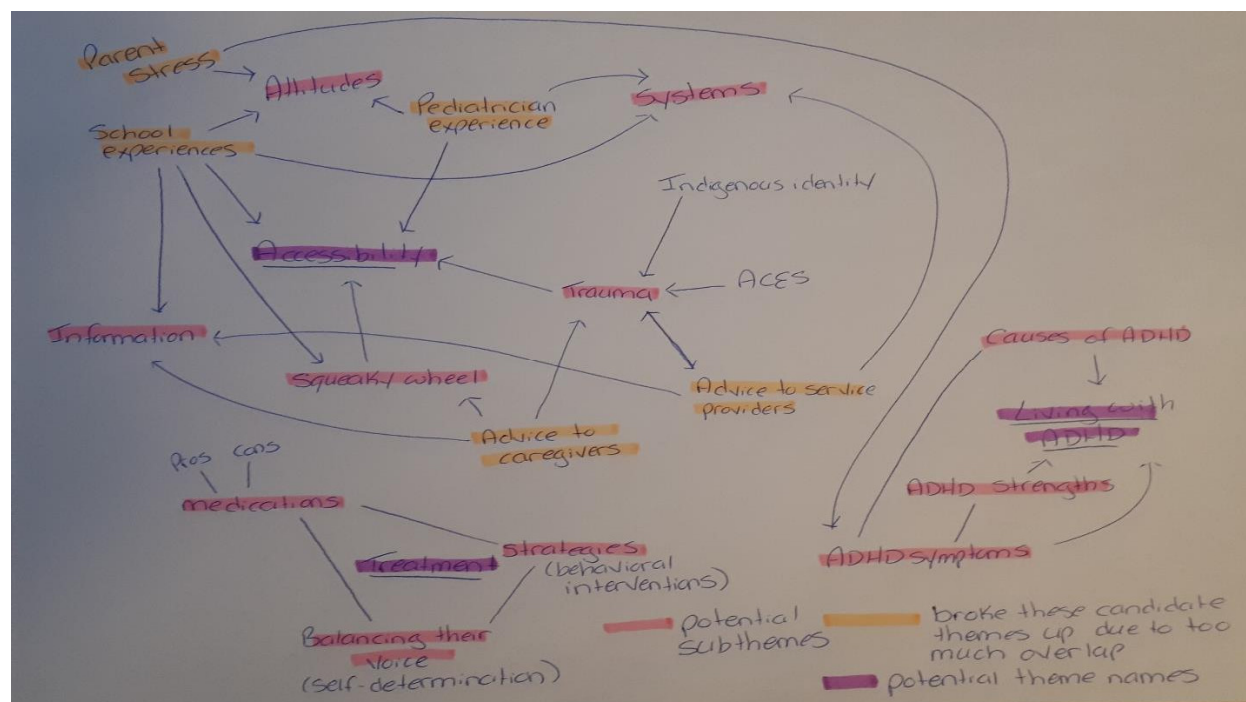 Parent
Stress
Attitudes
Pediatrician
experience
Systems
School
experiences
Indigenous identity
Accessibility
Trauma
ACES
Information
Squeaky wheel
Advice to service
providers
Causes of ADHD
Living with
ADHD
Advice to
caregivers
Pros
cons
medications
ADHD strengths
Treatment
Strategies
(behavioral
interventions)
ADHD symptoms
Balancing their
voice
(self-determination)
potential
subthemes
broke these candidate
themes up due to too
much overlap
potential theme names